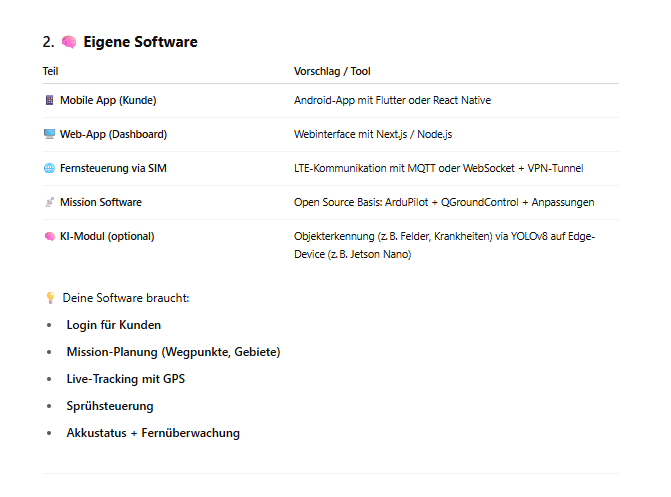 2. 🧠 Eigene Software
Teil Vorschlag / Tool
📱 Mobile App (Kunde) Android-App mit Flutter oder React Native
🖥️ Web-App (Dashboard) Webinterface mit Next.js / Node.js
🌐 Fernsteuerung via SIM LTE-Kommunikation mit MQTT oder WebSocket + VPN-Tunnel
🛰️ Mission Software Open Source Basis: ArduPilot + QGroundControl + Anpassungen
🧠 KI-Modul (optional) Objekterkennung (z. B. Felder, Krankheiten) via YOLOv8 auf Edge-
Device (z. B. Jetson Nano)
💡 Deine Software braucht:
• Login für Kunden
• Mission-Planung (Wegpunkte, Gebiete)
• Live-Tracking mit GPS
• Sprühsteuerung
• Akkustatus + Fernüberwachung